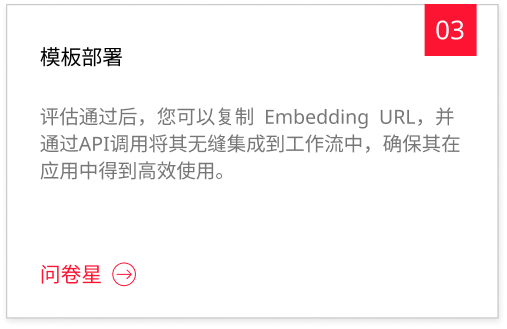 03
模板部署
评估通过后，您可以复制 Embedding URL，并
通过API调用将其无缝集成到工作流中，确保其在
应用中得到高效使用。
问卷星